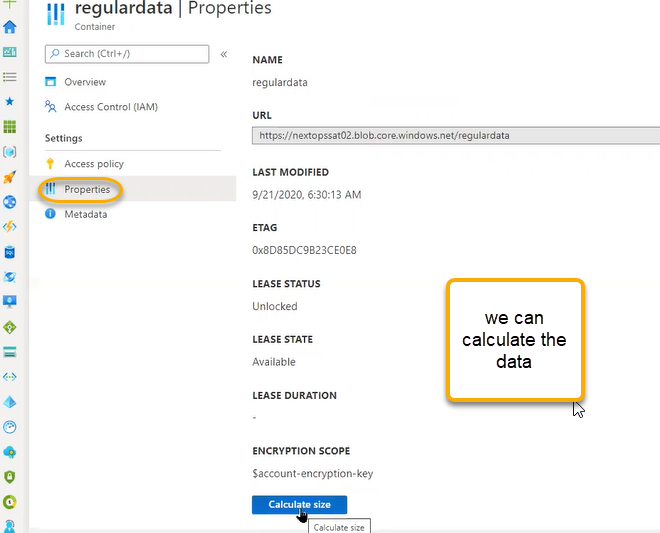 regulardata | Properties
Container
Search (Ctrl+/)
«
Overview
Access Control (IAM)
Settings
Access policy
Properties
Metadata
NAME
regulardata
URL
https://nextopssat02.blob.core.windows.net/regulardata
LAST MODIFIED
9/21/2020, 6:30:13 AM
ETAG
0x8D85DC9B23CE0E8
LEASE STATUS
Unlocked
LEASE STATE
Available
LEASE DURATION
-
ENCRYPTION SCOPE
$account-encryption-key
Calculate size
Calculate size
we can
calculate the
data